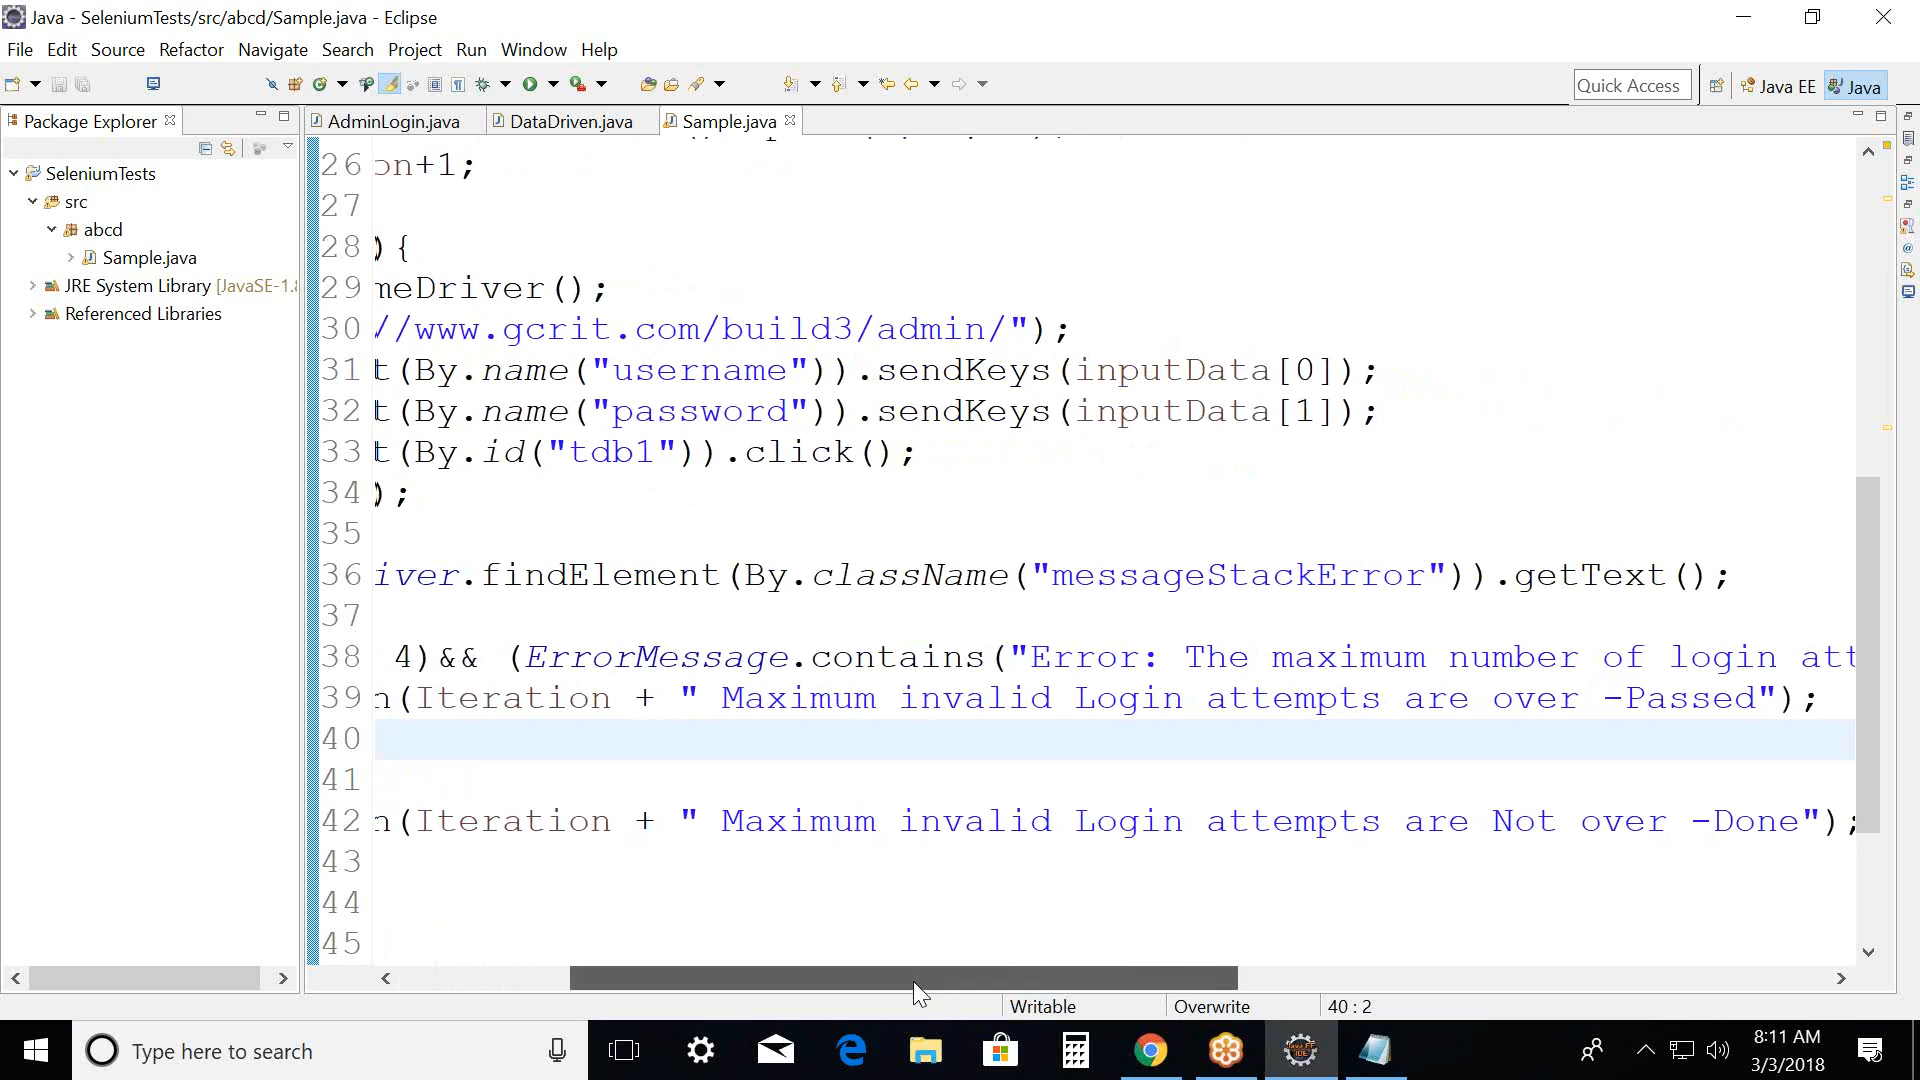 Java - SeleniumTests/src/abcd/Sample.java - Eclipse
File Edit Source Refactor Navigate Search Project Run Window Help
Quick Access
Java EE
Java
Package Explorer
AdminLogin.java
DataDriven.java
Sample.java
SeleniumTests
src
abcd
Sample.java
JRE System Library [JavaSE-1.8
Referenced Libraries
26 on+1;
27
28 ){
29 meDriver();
30 //www.gcrit.com/build3/admin/");
31 t(By.name("username")).sendKeys(inputData[0]);
32 t(By.name("password")).sendKeys(inputData[1]);
33 t(By.id("tdb1")).click();
34 );
35
36 iver.findElement(By.className("messageStackError")).getText();
37
38 4)&& (ErrorMessage.contains("Error: The maximum number of login att
39 n(Iteration + " Maximum invalid Login attempts are over -Passed");
40
41
42 n(Iteration + " Maximum invalid Login attempts are Not over -Done");
43
44
45
Writable
Overwrite
40 : 2
Type here to search
8:11 AM
3/3/2018